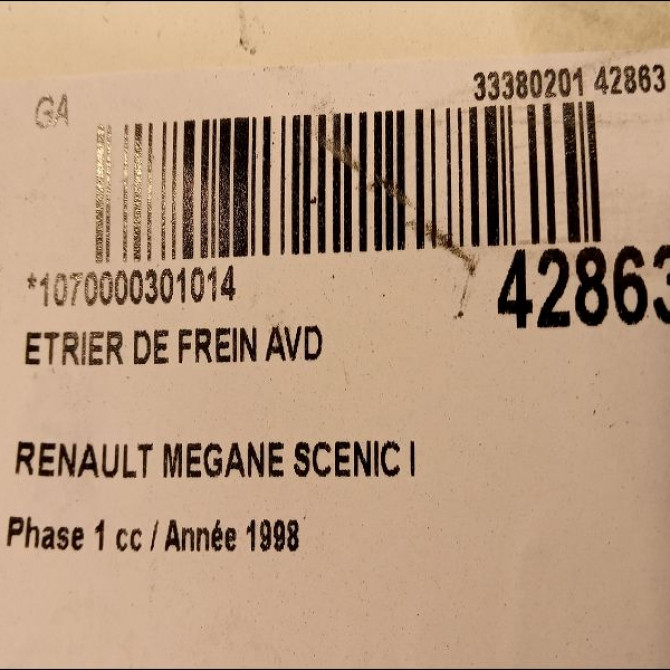 GA
33380201 42863
*1070000301014
42863
ETRIER DE FREIN AVD
RENAULT MEGANE SCENIC I
Phase 1 cc / Année 1998